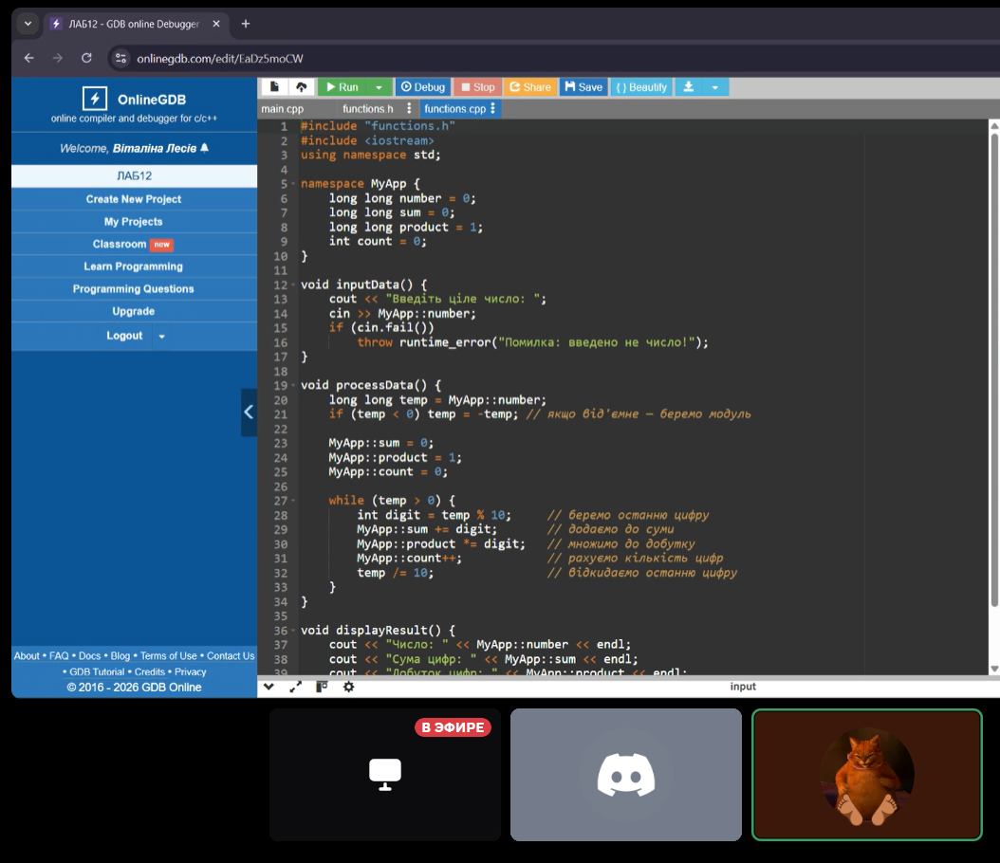 ЛАБ12 - GDB online Debugger
onlinegdb.com/edit/EaDz5moCW
OnlineGDB
online compiler and debugger for c/c++
Welcome, Віталіна Лесів
ЛАБ12
Create New Project
My Projects
Classroom new
Learn Programming
Programming Questions
Upgrade
Logout
About • FAQ • Docs • Blog • Terms of Use • Contact Us
• GDB Tutorial • Credits • Privacy
© 2016 - 2026 GDB Online
Run Debug Stop Share Save { } Beautify
main.cpp functions.h functions.cpp
1 #include "functions.h"
2 #include <iostream>
3 using namespace std;
4
5 namespace MyApp {
6 long long number = 0;
7 long long sum = 0;
8 long long product = 1;
9 int count = 0;
10 }
11
12 void inputData() {
13 cout << "Введіть ціле число: ";
14 cin >> MyApp::number;
15 if (cin.fail())
16 throw runtime_error("Помилка: введено не число!");
17 }
18
19 void processData() {
20 long long temp = MyApp::number;
21 if (temp < 0) temp = -temp; // якщо від'ємне — беремо модуль
22
23 MyApp::sum = 0;
24 MyApp::product = 1;
25 MyApp::count = 0;
26
27 while (temp > 0) {
28 int digit = temp % 10; // беремо останню цифру
29 MyApp::sum += digit; // додаємо до суми
30 MyApp::product *= digit; // множимо до добутку
31 MyApp::count++; // рахуємо кількість цифр
32 temp /= 10; // відкидаємо останню цифру
33 }
34 }
35
36 void displayResult() {
37 cout << "Число: " << MyApp::number << endl;
38 cout << "Сума цифр: " << MyApp::sum << endl;
39 cout << "Добуток цифр: " << MyApp::product << endl;
input
В ЭФИРЕ